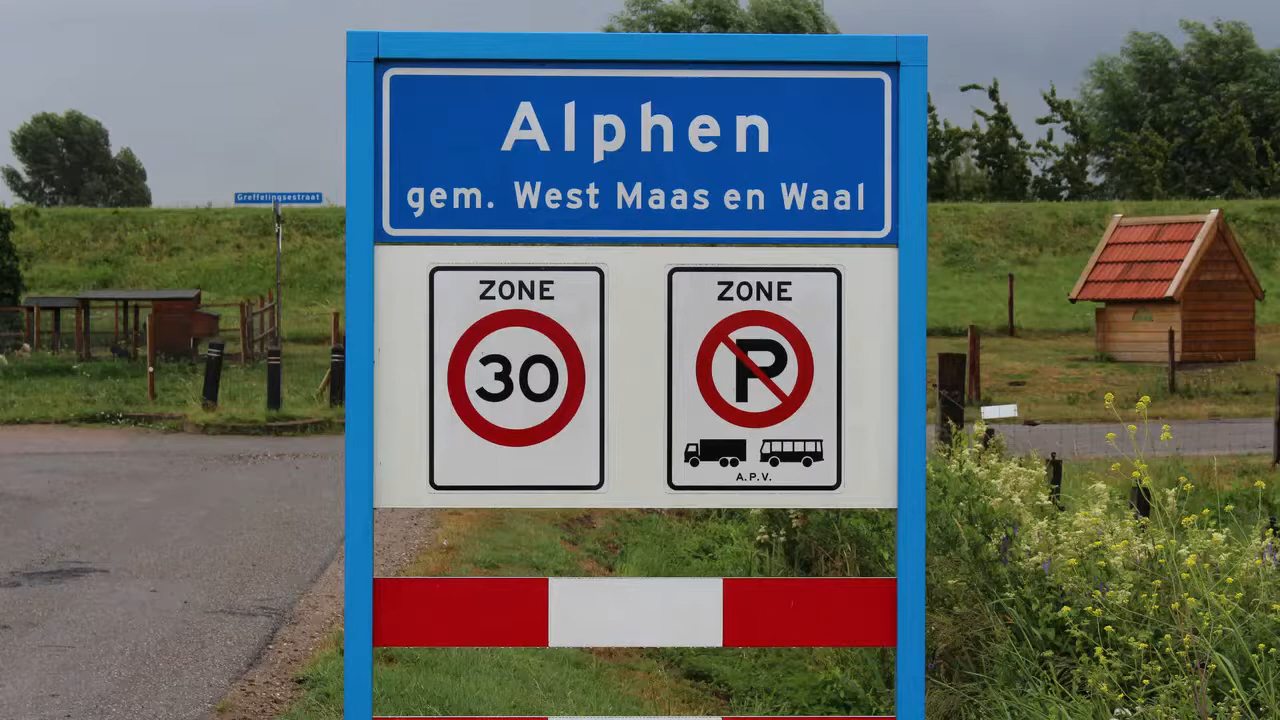 Alphen
gem. West Maas en Waal
Greffelingsestraat
ZONE
30
ZONE
P
A.P.V.